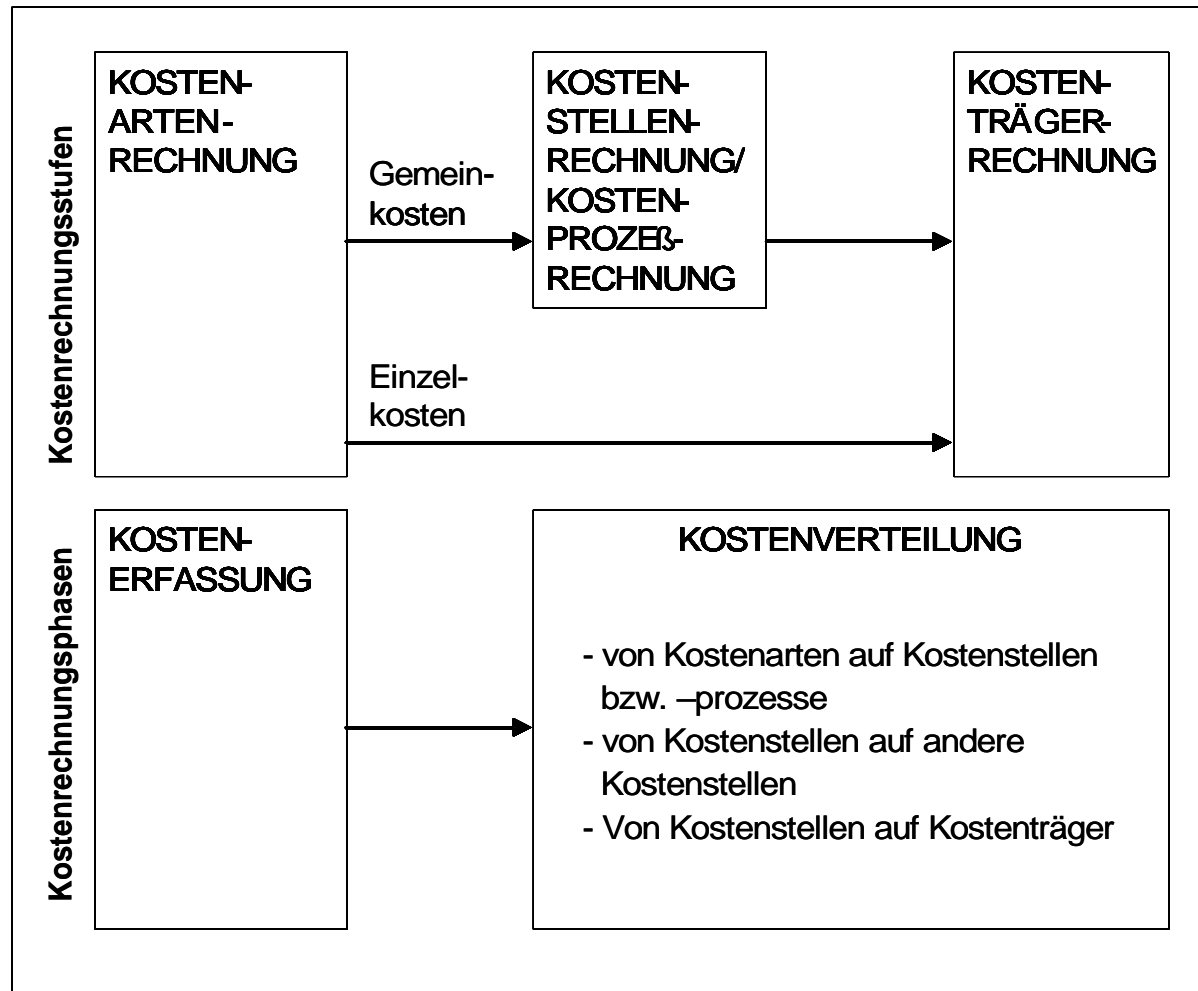 Kostenrechnungsstufen
KOSTEN-
ARTEN-
RECHNUNG
Gemein-
kosten
Einzel-
kosten
KOSTEN-
STELLEN-
RECHNUNG/
KOSTEN-
PROZEß-
RECHNUNG
KOSTEN-
TRÄGER-
RECHNUNG
Kostenrechnungsphasen
KOSTEN-
ERFASSUNG
KOSTENVERTEILUNG
- von Kostenarten auf Kostenstellen
bzw. –prozesse
- von Kostenstellen auf andere
Kostenstellen
- Von Kostenstellen auf Kostenträger